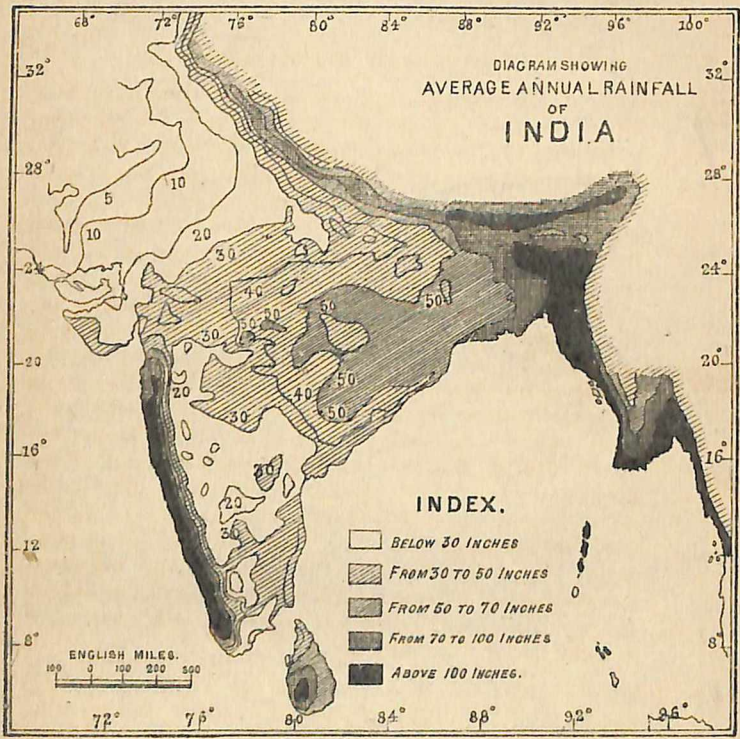 68° 72° 76° 80° 84° 88° 92° 96° 100°
DIAGRAM SHOWING
AVERAGE ANNUAL RAINFALL
OF
INDIA
32° 32°
28° 28°
5 10
10 20
30
24° 24°
40
50 50
50 50
30
20 20°
20 50
40
30 50
16° 16°
30
20
30
INDEX.
BELOW 30 INCHES
FROM 30 TO 50 INCHES
FROM 50 TO 70 INCHES
FROM 70 TO 100 INCHES
ABOVE 100 INCHES.
12 12°
8° 8°
ENGLISH MILES.
100 0 100 200 300
72° 76° 80° 84° 88° 92° 96°